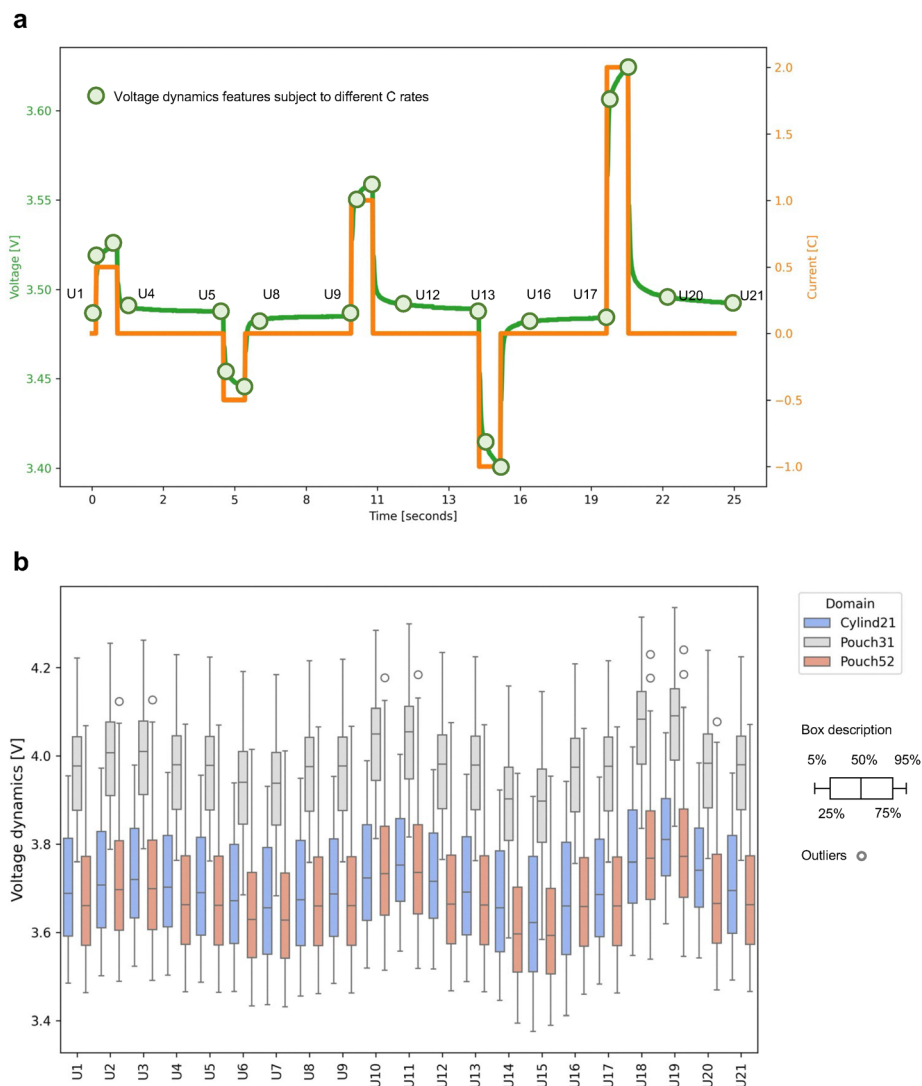 a
Voltage dynamics features subject to different C rates
Voltage [V]
3.60
3.55
3.50
3.45
3.40
Current [C]
2.0
1.5
1.0
0.5
0.0
−0.5
−1.0
U1
U4
U5
U8
U9
U12
U13
U16
U17
U20
U21
0
2
5
8
11
13
16
19
22
25
Time [seconds]
b
Voltage dynamics [V]
4.2
4.0
3.8
3.6
3.4
U1
U2
U3
U4
U5
U6
U7
U8
U9
U10
U11
U12
U13
U14
U15
U16
U17
U18
U19
U20
U21
Domain
Cylind21
Pouch31
Pouch52
Box description
5% 50% 95%
25% 75%
Outliers